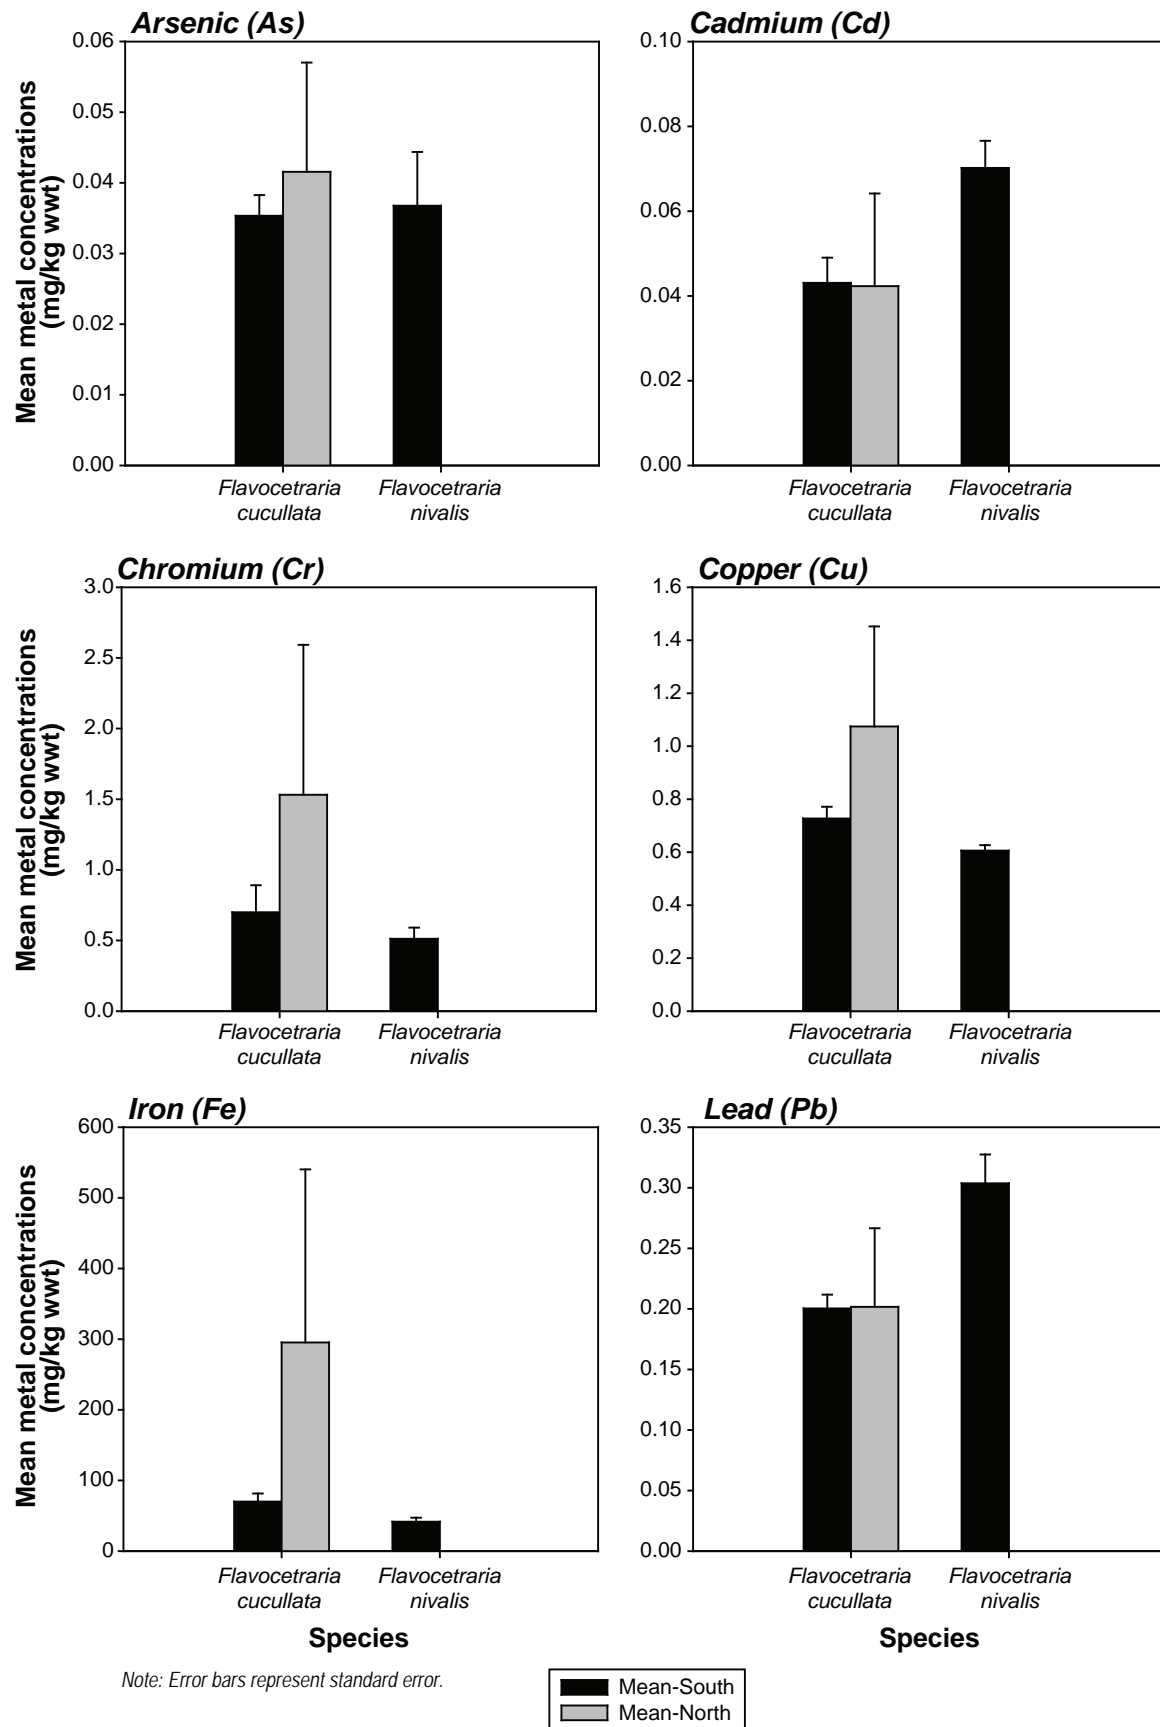 Arsenic (As)
Mean metal concentrations
(mg/kg wwt)
0.06
0.05
0.04
0.03
0.02
0.01
0.00
Flavocetraria
cucullata
Flavocetraria
nivalis
Cadmium (Cd)
0.10
0.08
0.06
0.04
0.02
0.00
Flavocetraria
cucullata
Flavocetraria
nivalis
Chromium (Cr)
Mean metal concentrations
(mg/kg wwt)
3.0
2.5
2.0
1.5
1.0
0.5
0.0
Flavocetraria
cucullata
Flavocetraria
nivalis
Copper (Cu)
1.6
1.4
1.2
1.0
0.8
0.6
0.4
0.2
0.0
Flavocetraria
cucullata
Flavocetraria
nivalis
Iron (Fe)
Mean metal concentrations
(mg/kg wwt)
600
500
400
300
200
100
0
Flavocetraria
cucullata
Flavocetraria
nivalis
Species
Lead (Pb)
0.35
0.30
0.25
0.20
0.15
0.10
0.05
0.00
Flavocetraria
cucullata
Flavocetraria
nivalis
Species
Note: Error bars represent standard error.
Mean-South
Mean-North